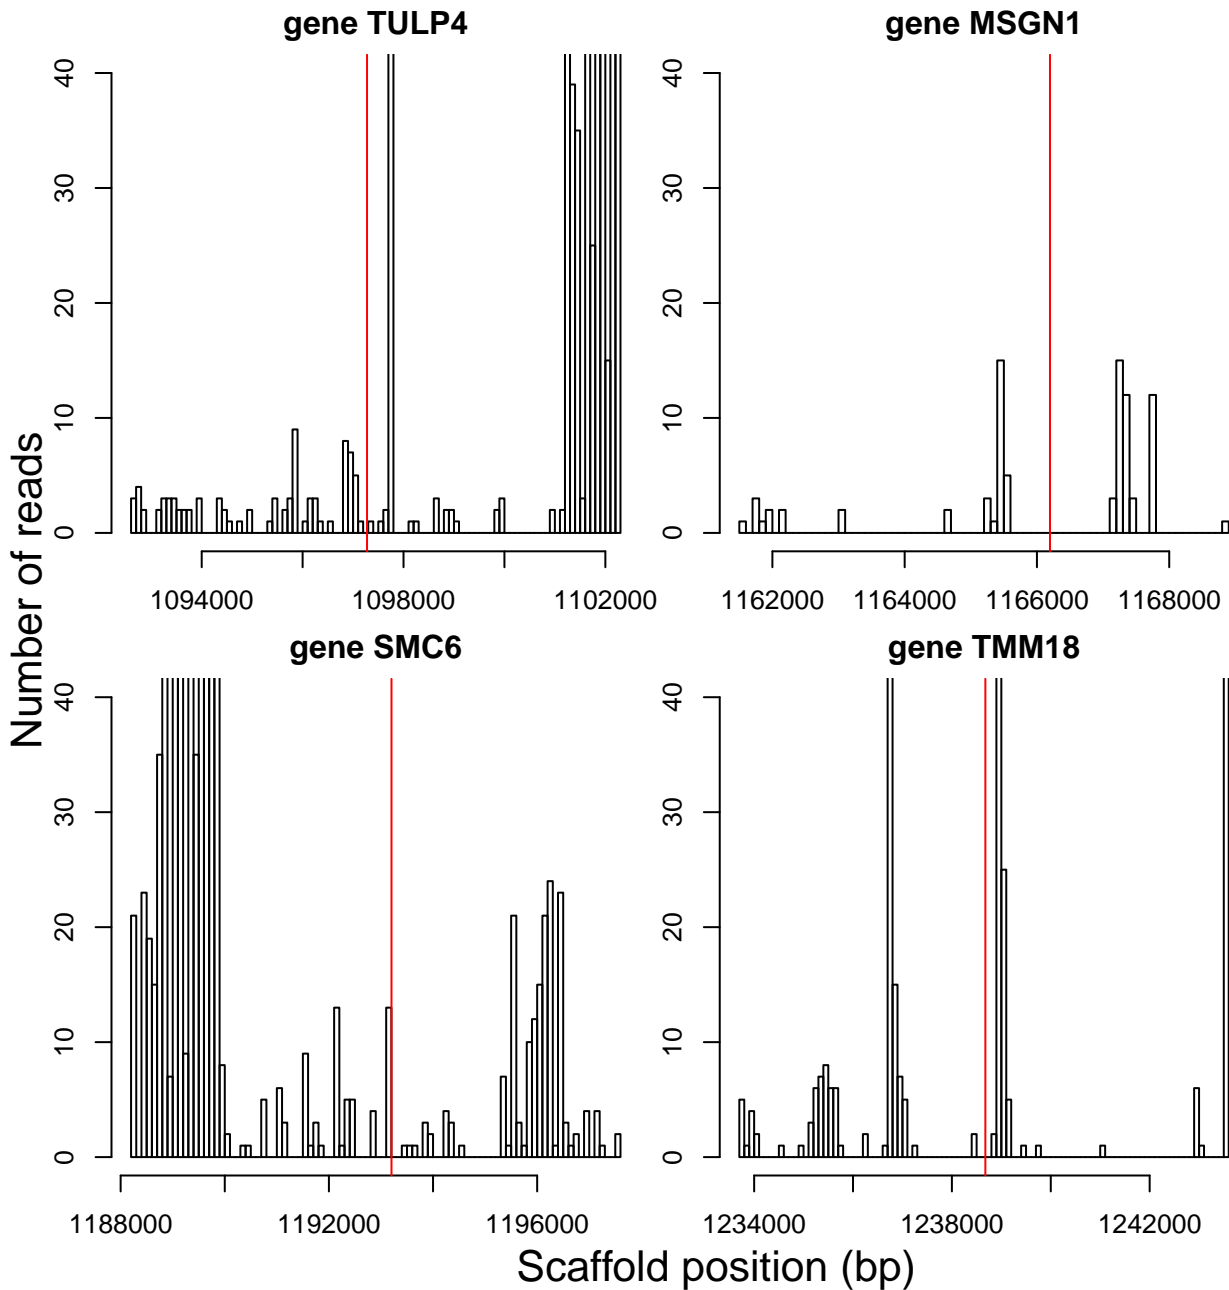 gene TULP4
gene MSGN1
40
30
20
10
0
1094000 1098000 1102000
40
30
20
10
0
1162000 1164000 1166000 1168000
Number of reads
gene SMC6
gene TMM18
40
30
20
10
0
1188000 1192000 1196000
40
30
20
10
0
1234000 1238000 1242000
Scaffold position (bp)